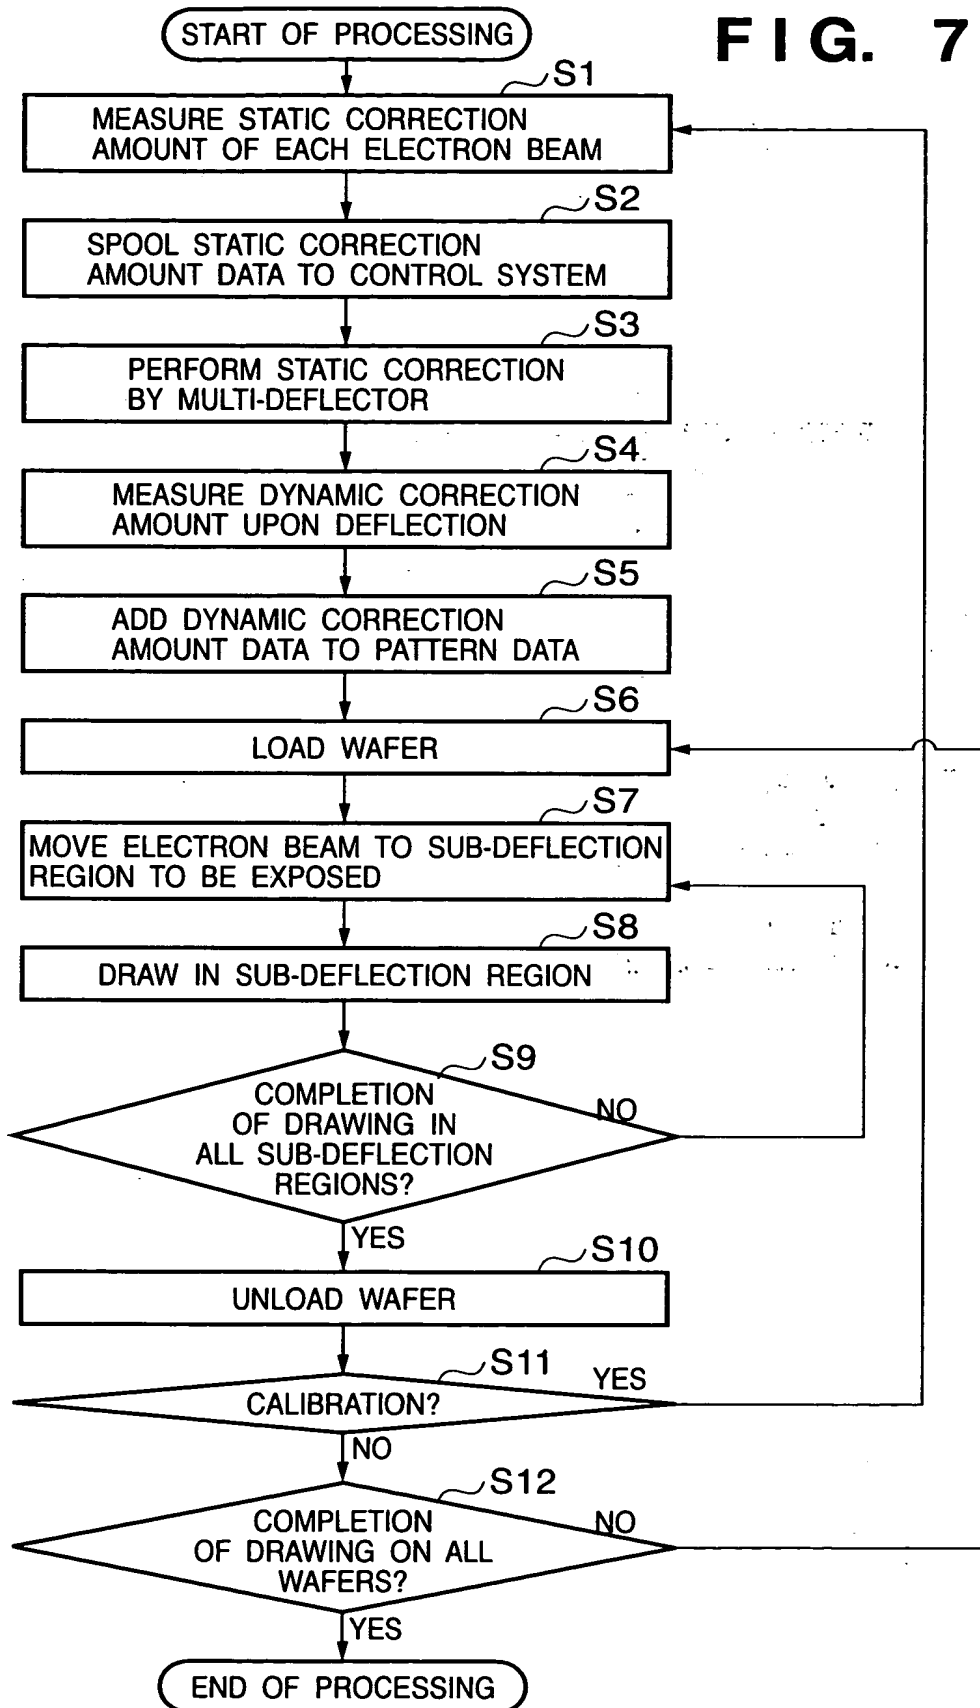 FIG. 7
START OF PROCESSING
S1
MEASURE STATIC CORRECTION
AMOUNT OF EACH ELECTRON BEAM
S2
SPOOL STATIC CORRECTION
AMOUNT DATA TO CONTROL SYSTEM
S3
PERFORM STATIC CORRECTION
BY MULTI-DEFLECTOR
S4
MEASURE DYNAMIC CORRECTION
AMOUNT UPON DEFLECTION
S5
ADD DYNAMIC CORRECTION
AMOUNT DATA TO PATTERN DATA
S6
LOAD WAFER
S7
MOVE ELECTRON BEAM TO SUB-DEFLECTION
REGION TO BE EXPOSED
S8
DRAW IN SUB-DEFLECTION REGION
S9
COMPLETION
OF DRAWING IN
ALL SUB-DEFLECTION
REGIONS?
NO
YES
S10
UNLOAD WAFER
S11
CALIBRATION?
YES
NO
S12
COMPLETION
OF DRAWING ON ALL
WAFERS?
NO
YES
END OF PROCESSING